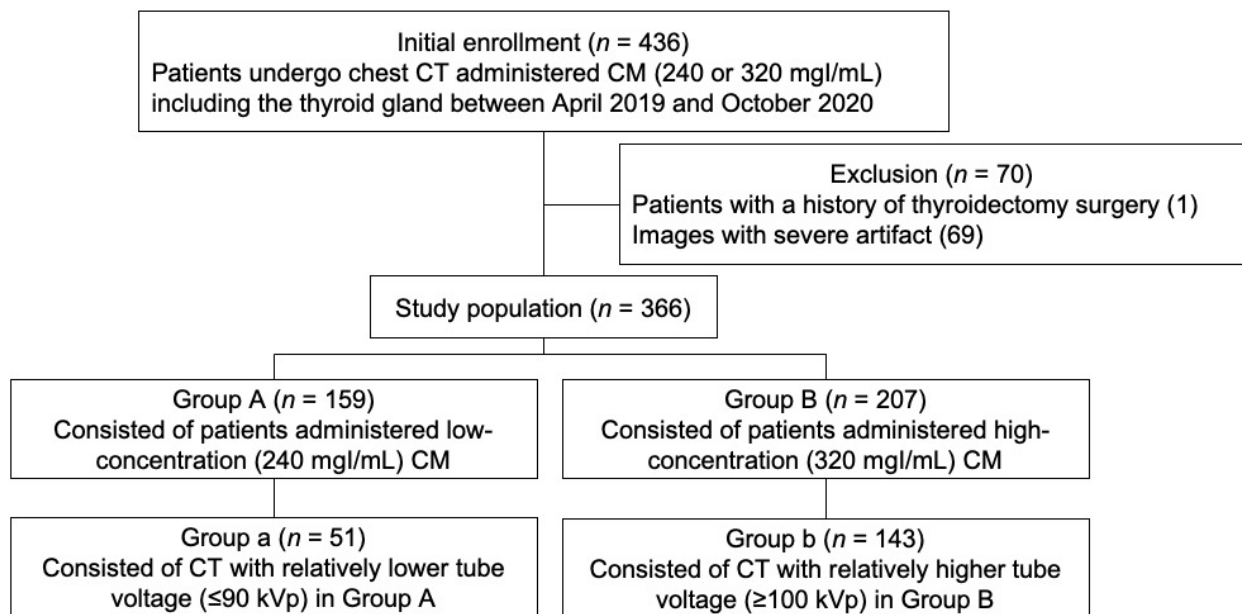 Initial enrollment (n = 436)
Patients undergo chest CT administered CM (240 or 320 mgI/mL)
including the thyroid gland between April 2019 and October 2020
Exclusion (n = 70)
Patients with a history of thyroidectomy surgery (1)
Images with severe artifact (69)
Study population (n = 366)
Group A (n = 159)
Consisted of patients administered low-
concentration (240 mgI/mL) CM
Group B (n = 207)
Consisted of patients administered high-
concentration (320 mgI/mL) CM
Group a (n = 51)
Consisted of CT with relatively lower tube
voltage (≤90 kVp) in Group A
Group b (n = 143)
Consisted of CT with relatively higher tube
voltage (≥100 kVp) in Group B